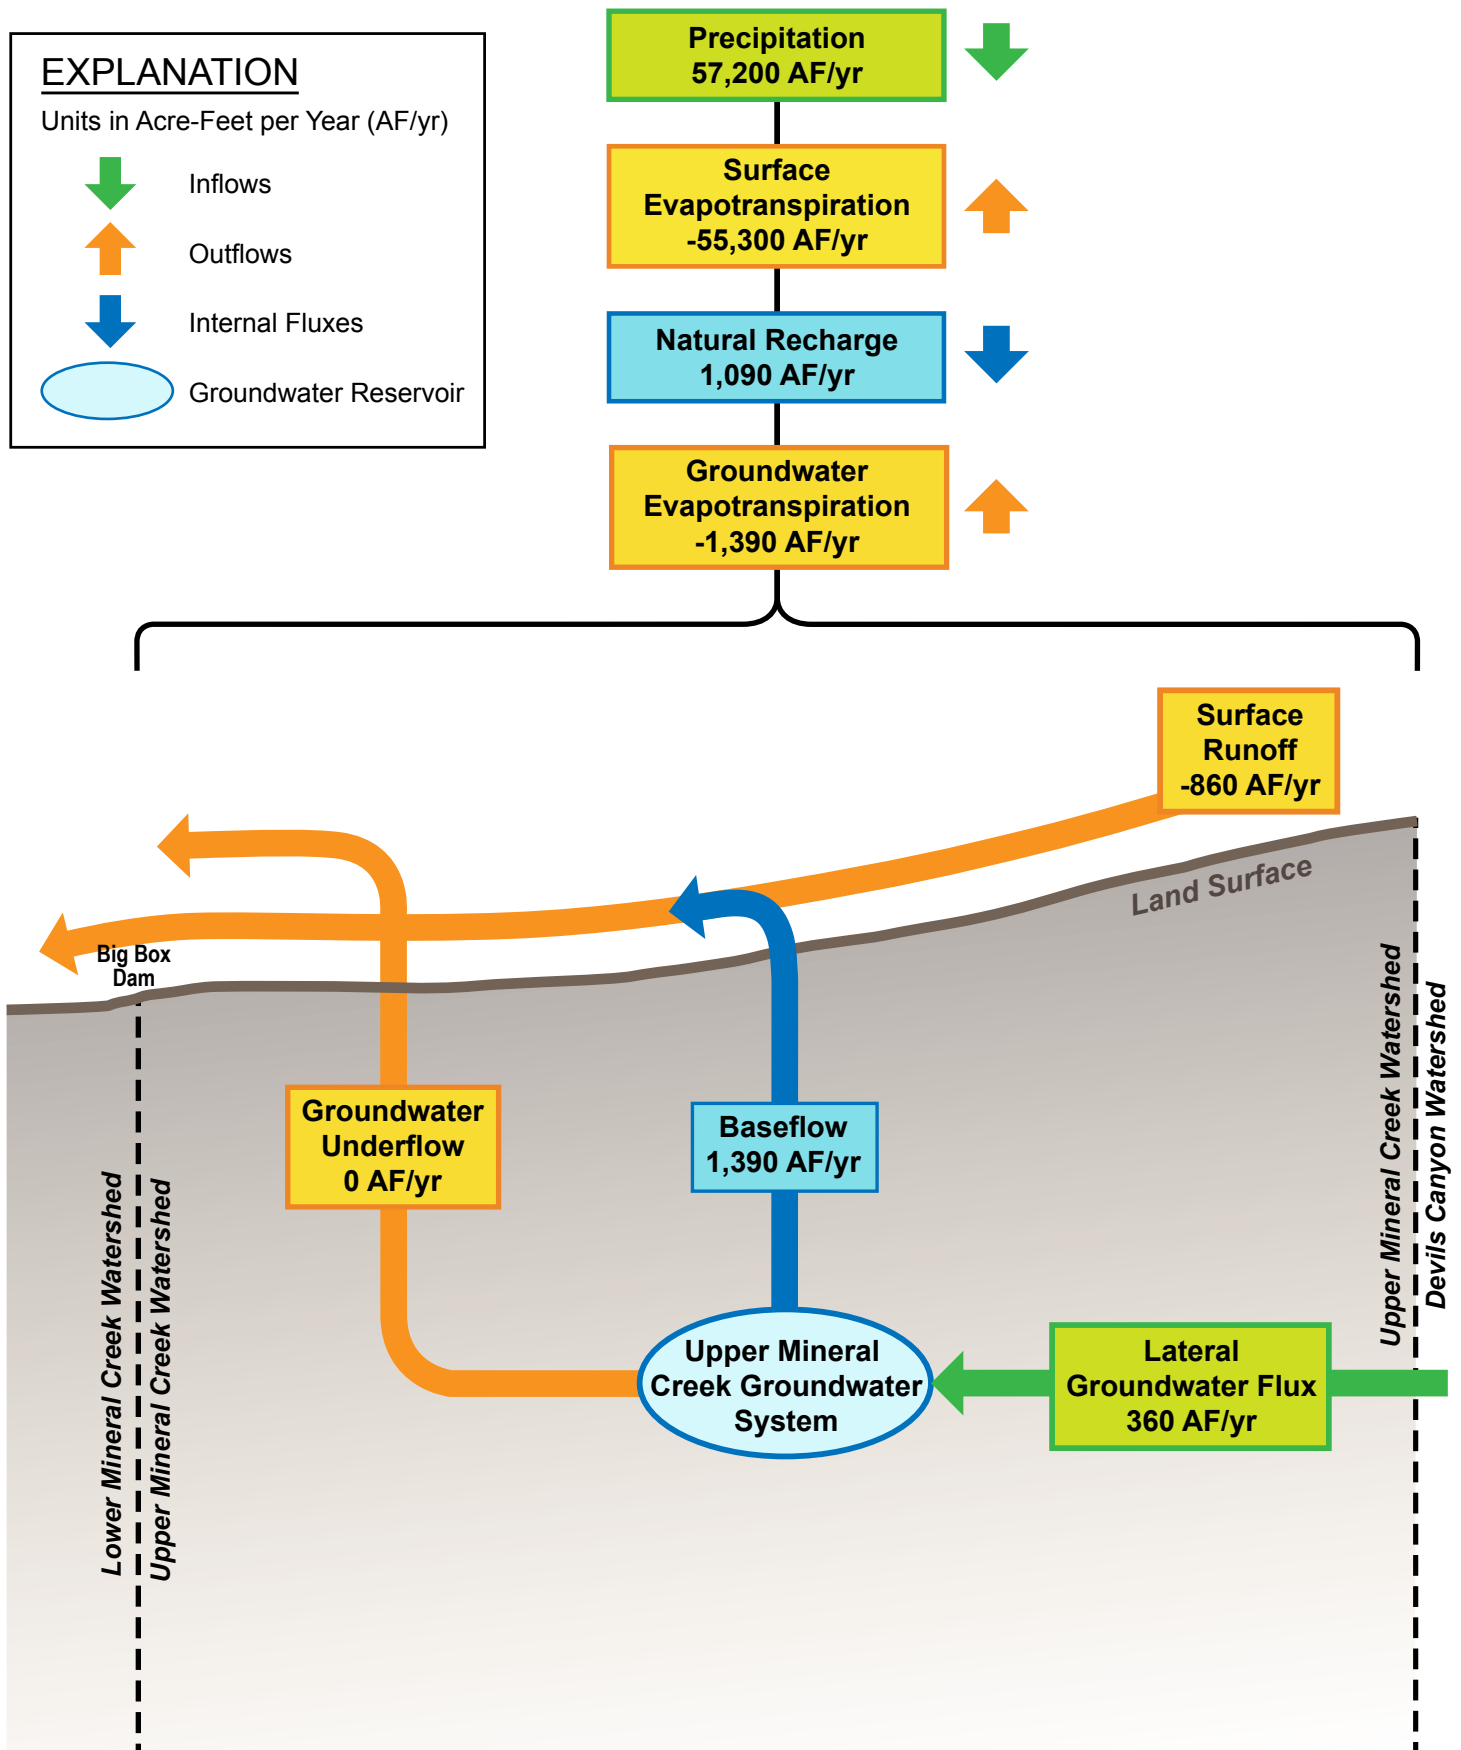 EXPLANATION
Units in Acre-Feet per Year (AF/yr)
Inflows
Outflows
Internal Fluxes
Groundwater Reservoir
Precipitation
57,200 AF/yr
Surface
Evapotranspiration
-55,300 AF/yr
Natural Recharge
1,090 AF/yr
Groundwater
Evapotranspiration
-1,390 AF/yr
Surface
Runoff
-860 AF/yr
Land Surface
Big Box
Dam
Groundwater
Underflow
0 AF/yr
Baseflow
1,390 AF/yr
Upper Mineral
Creek Groundwater
System
Lateral
Groundwater Flux
360 AF/yr
Lower Mineral Creek Watershed
Upper Mineral Creek Watershed
Upper Mineral Creek Watershed
Devils Canyon Watershed